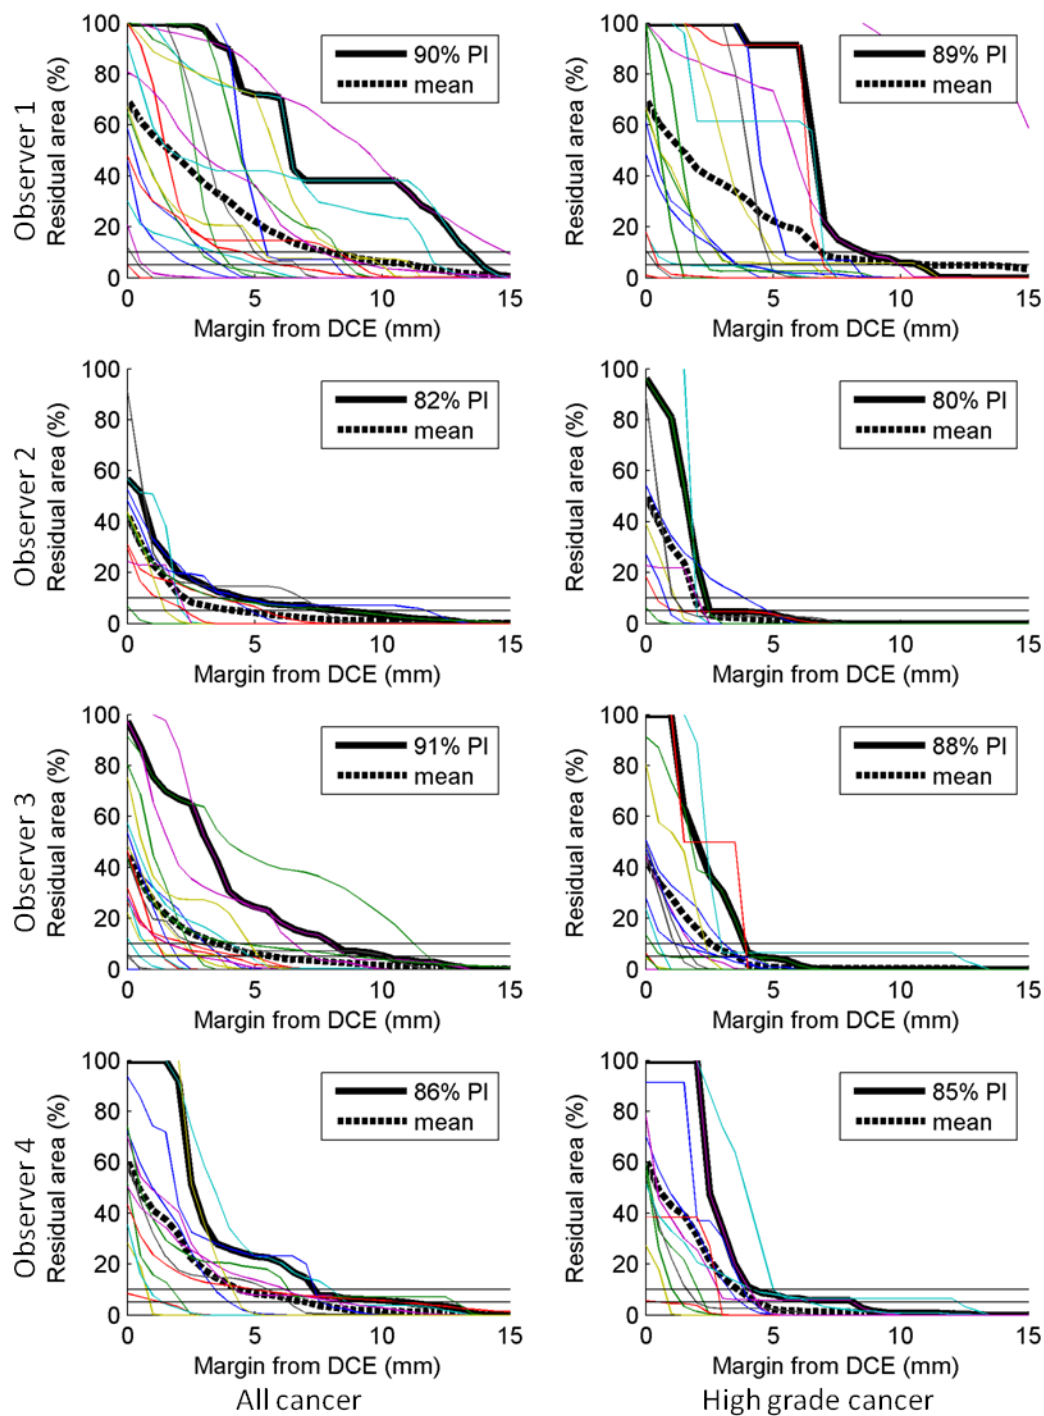 Observer 1
Residual area (%)
100
80
60
40
20
0
90% PI
mean
0 5 10 15
Margin from DCE (mm)
Residual area (%)
100
80
60
40
20
0
89% PI
mean
0 5 10 15
Margin from DCE (mm)
Observer 2
Residual area (%)
100
80
60
40
20
0
82% PI
mean
0 5 10 15
Margin from DCE (mm)
Residual area (%)
100
80
60
40
20
0
80% PI
mean
0 5 10 15
Margin from DCE (mm)
Observer 3
Residual area (%)
100
80
60
40
20
0
91% PI
mean
0 5 10 15
Margin from DCE (mm)
Residual area (%)
100
80
60
40
20
0
88% PI
mean
0 5 10 15
Margin from DCE (mm)
Observer 4
Residual area (%)
100
80
60
40
20
0
86% PI
mean
0 5 10 15
Margin from DCE (mm)
Residual area (%)
100
80
60
40
20
0
85% PI
mean
0 5 10 15
Margin from DCE (mm)
All cancer
High grade cancer